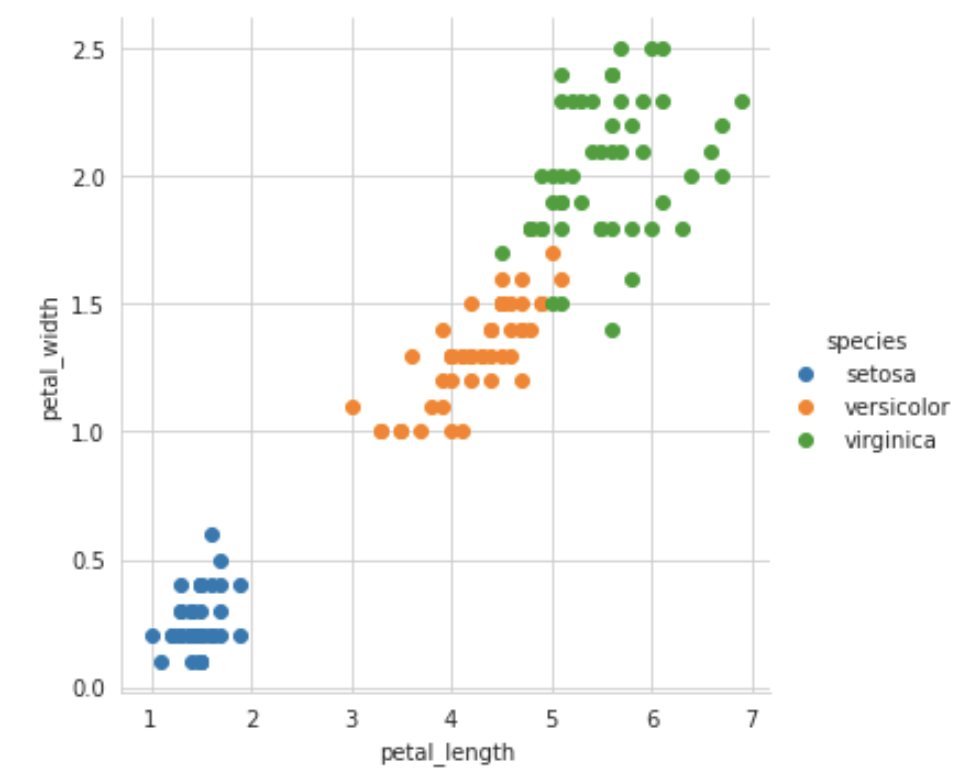 2.5
2.0
1.5
1.0
0.5
0.0
petal_width
1 2 3 4 5 6 7
petal_length
species
setosa
versicolor
virginica